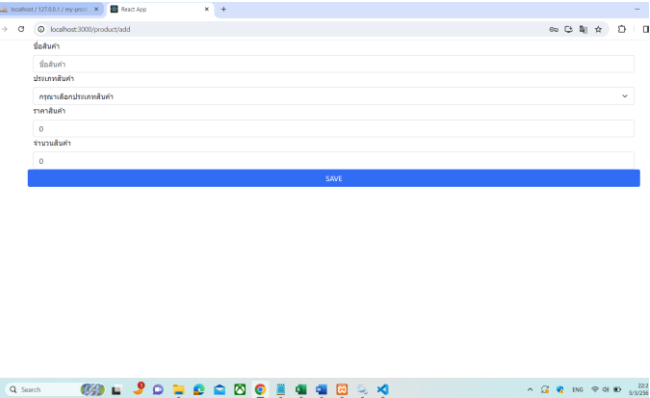 localhost / 127.0.0.1 / my-prod
React App
localhost:3000/product/add
ชื่อสินค้า
ชื่อสินค้า
ประเภทสินค้า
กรุณาเลือกประเภทสินค้า
ราคาสินค้า
0
จำนวนสินค้า
0
SAVE
Search
ENG